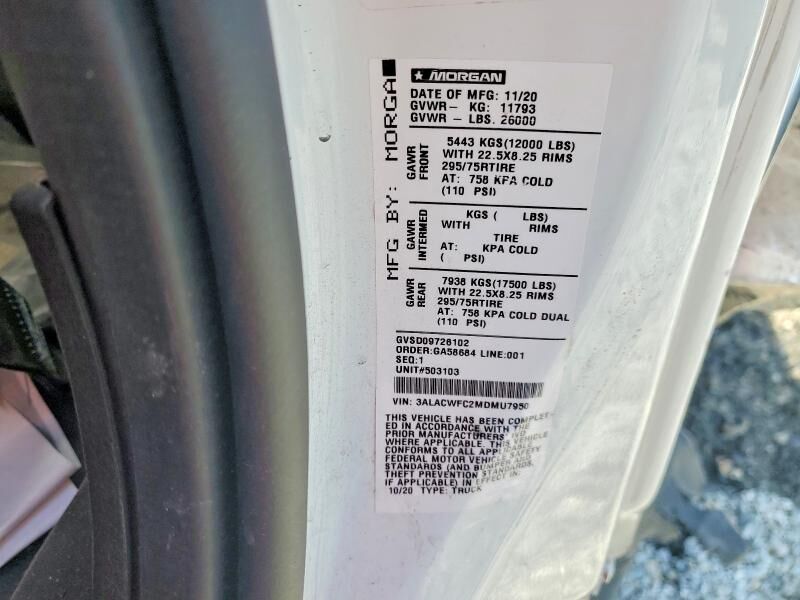 MORGAN
DATE OF MFG: 11/20
GVWR- KG: 11793
GVWR - LBS. 26000
MFG BY: MORGA
GAWR FRONT
5443 KGS(12000 LBS)
WITH 22.5X8.25 RIMS
295/75RTIRE
AT: 758 KPA COLD
(110 PSI)
GAWR INTERMED
KGS ( LBS)
WITH RIMS
TIRE
AT: KPA COLD
( PSI)
GAWR REAR
7938 KGS(17500 LBS)
WITH 22.5X8.25 RIMS
295/75RTIRE
AT: 758 KPA COLD DUAL
(110 PSI)
GVSD09726102
ORDER:GA58684 LINE:001
SEQ:1
UNIT#503103
VIN: 3ALACWFC2MDMU7950
THIS VEHICLE HAS BEEN COMPLET-
ED IN ACCORDANCE WITH THE
PRIOR MANUFACTURERS' IVD
WHERE APPLICABLE. THIS VEHICLE
CONFORMS TO ALL APPLICABLE
FEDERAL MOTOR VEHICLE SAFETY
STANDARDS (AND BUMPER AND
THEFT PREVENTION STANDARDS,
IF APPLICABLE) IN EFFECT IN:
10/20 TYPE: TRUCK